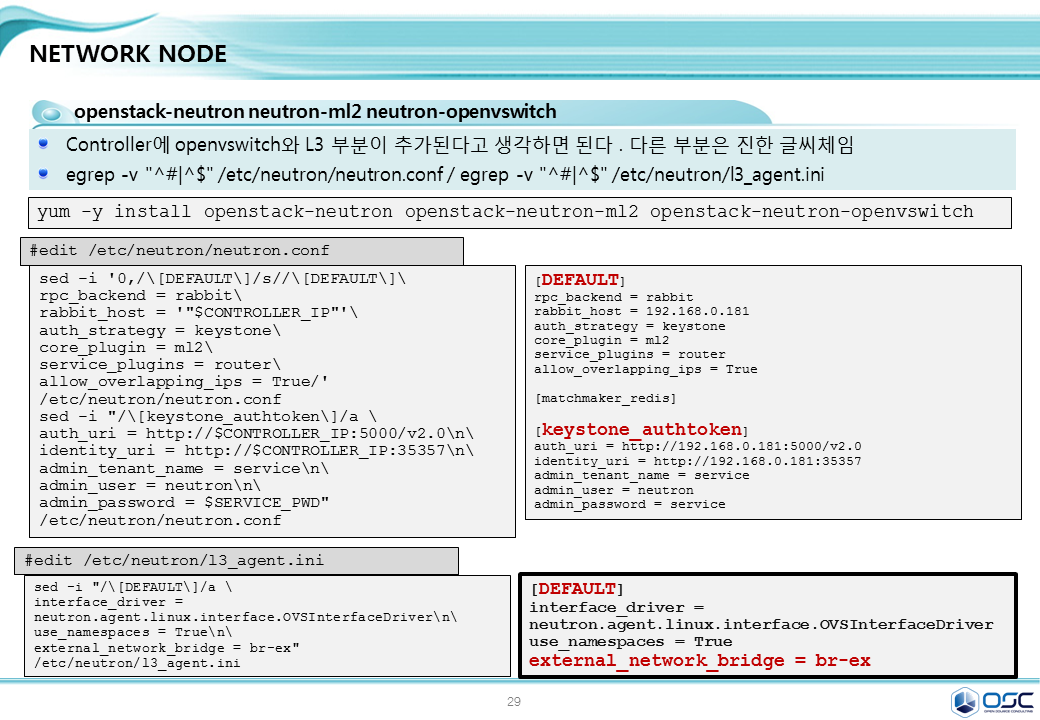 NETWORK NODE
openstack-neutron neutron-ml2 neutron-openvswitch
Controller에 openvswitch와 L3 부분이 추가된다고 생각하면 된다 . 다른 부분은 진한 글씨체임
egrep -v "^#|^$" /etc/neutron/neutron.conf / egrep -v "^#|^$" /etc/neutron/l3_agent.ini
yum -y install openstack-neutron openstack-neutron-ml2 openstack-neutron-openvswitch
#edit /etc/neutron/neutron.conf
sed -i '0,/\[DEFAULT\]/s//\[DEFAULT\]\
rpc_backend = rabbit\
rabbit_host = '"$CONTROLLER_IP"'\
auth_strategy = keystone\
core_plugin = ml2\
service_plugins = router\
allow_overlapping_ips = True/'
/etc/neutron/neutron.conf
sed -i "/\[keystone_authtoken\]/a \
auth_uri = http://$CONTROLLER_IP:5000/v2.0\n\
identity_uri = http://$CONTROLLER_IP:35357\n\
admin_tenant_name = service\n\
admin_user = neutron\n\
admin_password = $SERVICE_PWD"
/etc/neutron/neutron.conf
[DEFAULT]
rpc_backend = rabbit
rabbit_host = 192.168.0.181
auth_strategy = keystone
core_plugin = ml2
service_plugins = router
allow_overlapping_ips = True
[matchmaker_redis]
[keystone_authtoken]
auth_uri = http://192.168.0.181:5000/v2.0
identity_uri = http://192.168.0.181:35357
admin_tenant_name = service
admin_user = neutron
admin_password = service
#edit /etc/neutron/l3_agent.ini
sed -i "/\[DEFAULT\]/a \
interface_driver =
neutron.agent.linux.interface.OVSInterfaceDriver\n\
use_namespaces = True\n\
external_network_bridge = br-ex"
/etc/neutron/l3_agent.ini
[DEFAULT]
interface_driver =
neutron.agent.linux.interface.OVSInterfaceDriver
use_namespaces = True
external_network_bridge = br-ex
29
OSC
OPEN SOURCE CONSULTING